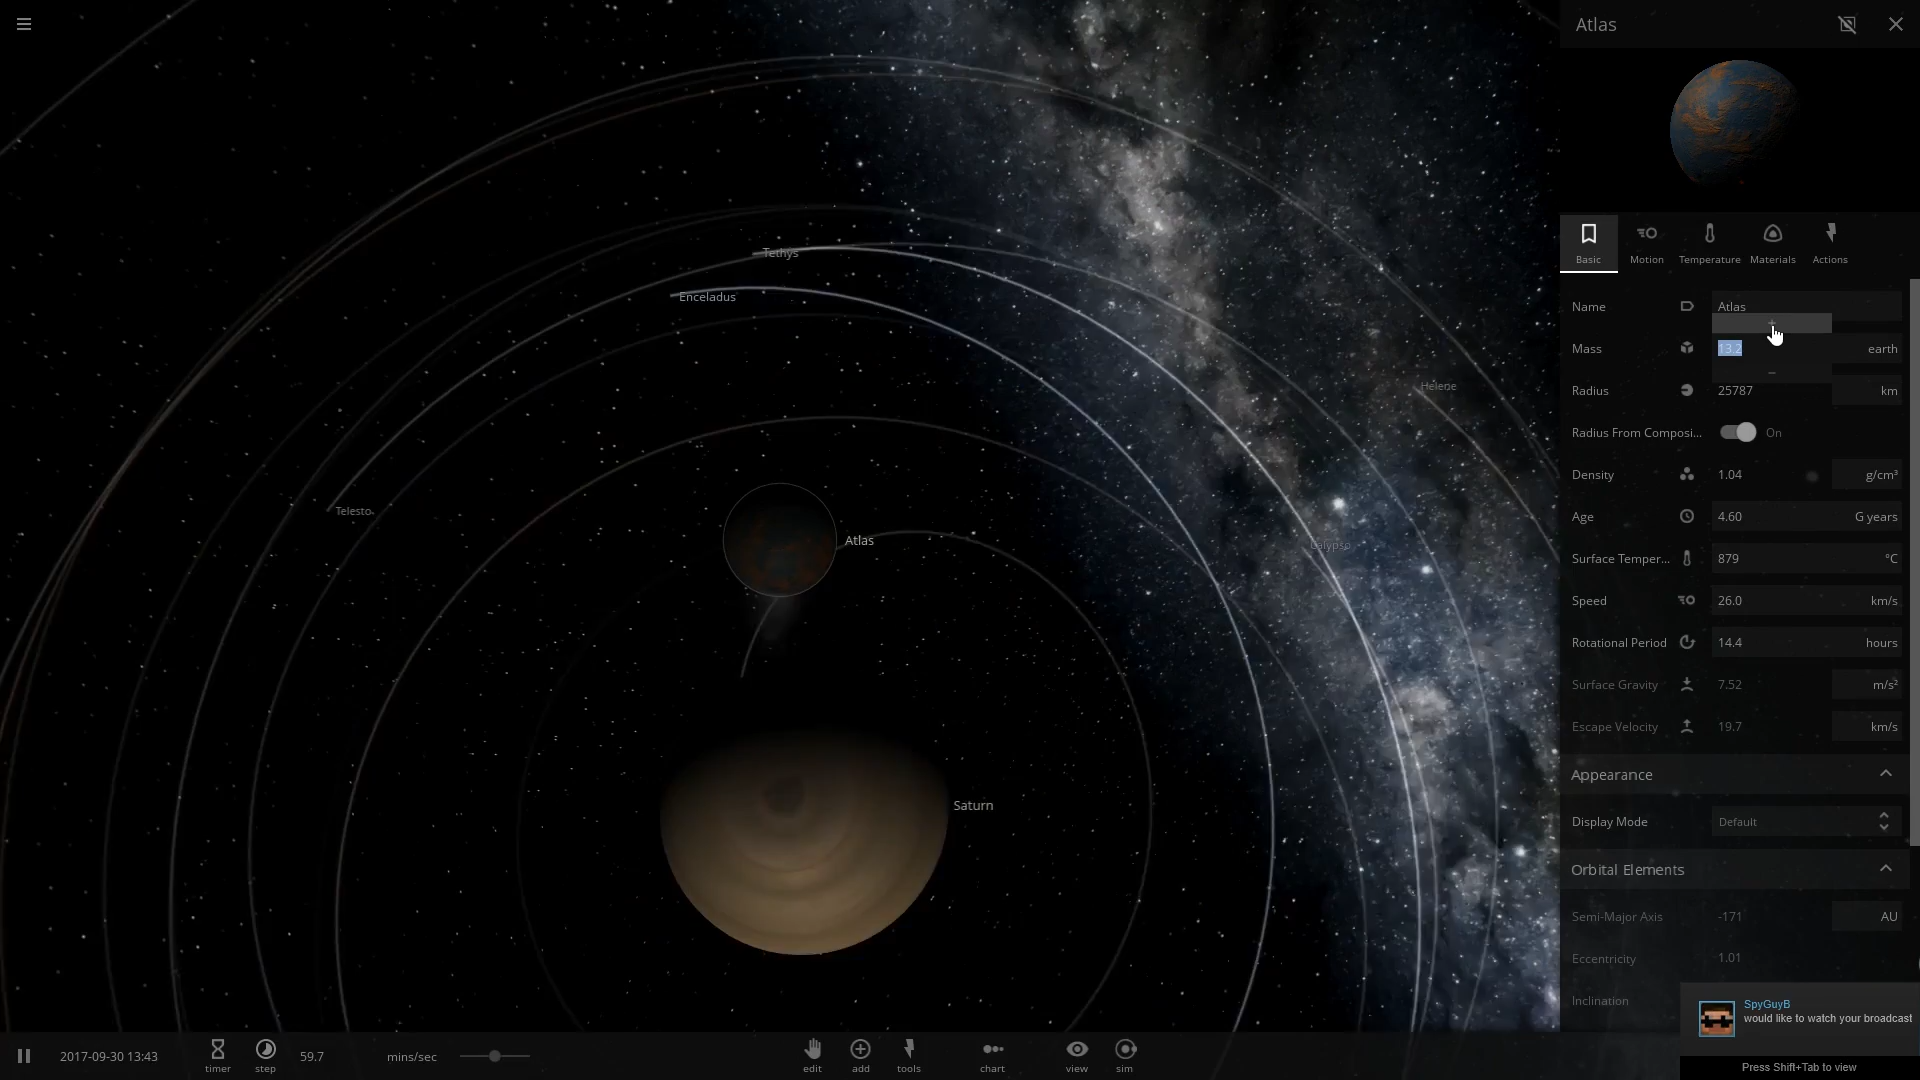 Atlas
Tethys
Enceladus
Telesto
Atlas
Helene
Calypso
Saturn
Basic
Motion
Temperature
Materials
Actions
Name Atlas
Mass 13.2 earth
Radius 25787 km
Radius From Composi... On
Density 1.04 g/cm³
Age 4.60 G years
Surface Temper... 879 °C
Speed 26.0 km/s
Rotational Period 14.4 hours
Surface Gravity 7.52 m/s²
Escape Velocity 19.7 km/s
Appearance
Display Mode Default
Orbital Elements
Semi-Major Axis -171 AU
Eccentricity 1.01
Inclination
SpyGuyB
would like to watch your broadcast
Press Shift+Tab to view
2017-09-30 13:43
timer
step
59.7 mins/sec
edit
add
tools
chart
view
sim